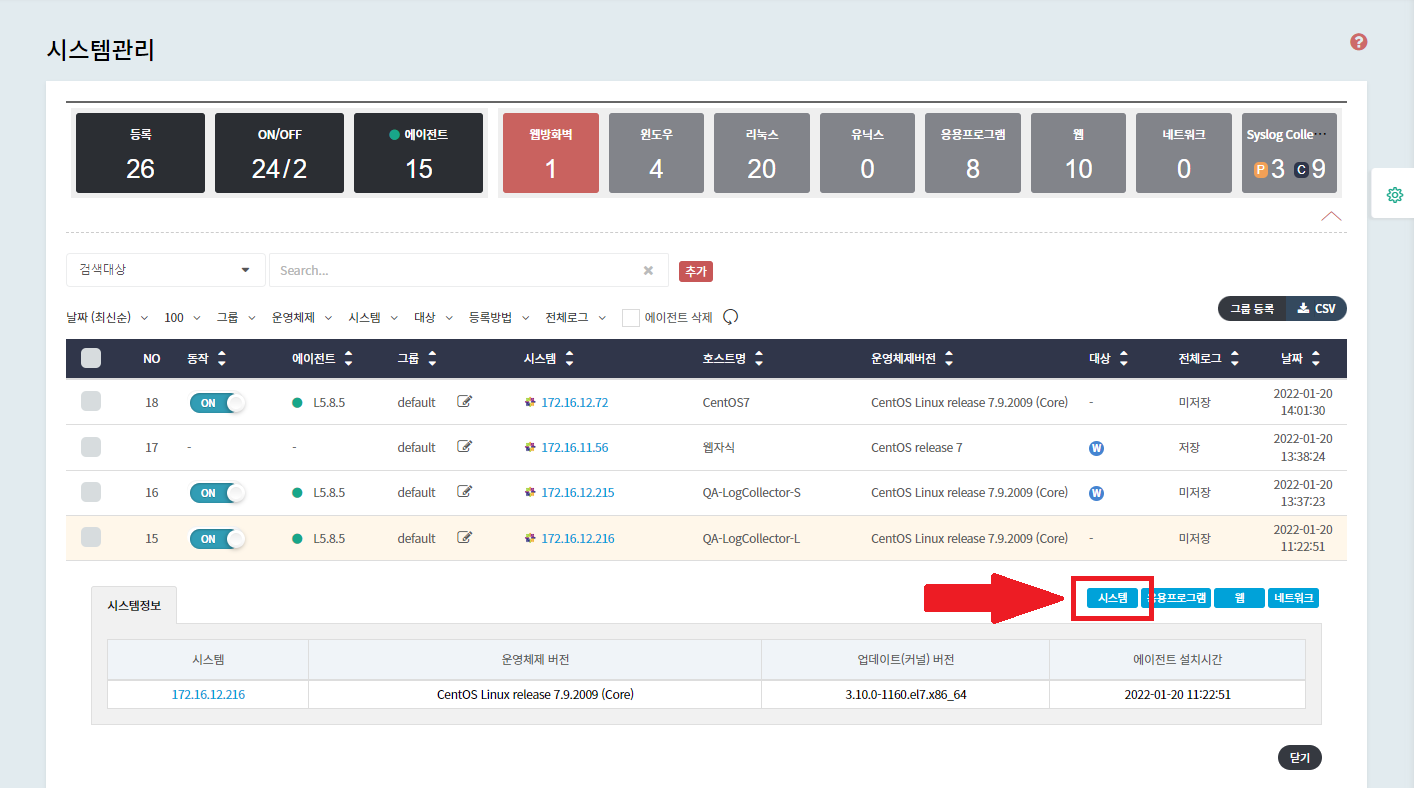 시스템관리
등록 ON/OFF 에이전트 웹방화벽 윈도우 리눅스 유닉스 응용프로그램 웹 네트워크 Syslog Colle…
26 24/2 15 1 4 20 0 8 10 0 P 3 C 9
검색대상 Search... 추가
날짜 (최신순) 100 그룹 운영체제 시스템 대상 등록방법 전체로그 에이전트 삭제 그룹 등록 CSV
NO 동작 에이전트 그룹 시스템 호스트명 운영체제버전 대상 전체로그 날짜
18 ON L5.8.5 default 172.16.12.72 CentOS7 CentOS Linux release 7.9.2009 (Core) - 미저장 2022-01-20
14:01:30
17 - - default 172.16.11.56 웹자식 CentOS release 7 W 저장 2022-01-20
13:38:24
16 ON L5.8.5 default 172.16.12.215 QA-LogCollector-S CentOS Linux release 7.9.2009 (Core) W 미저장 2022-01-20
13:37:23
15 ON L5.8.5 default 172.16.12.216 QA-LogCollector-L CentOS Linux release 7.9.2009 (Core) - 미저장 2022-01-20
11:22:51
시스템정보 시스템 응용프로그램 웹 네트워크
시스템 운영체제 버전 업데이트(커널) 버전 에이전트 설치시간
172.16.12.216 CentOS Linux release 7.9.2009 (Core) 3.10.0-1160.el7.x86_64 2022-01-20 11:22:51
닫기